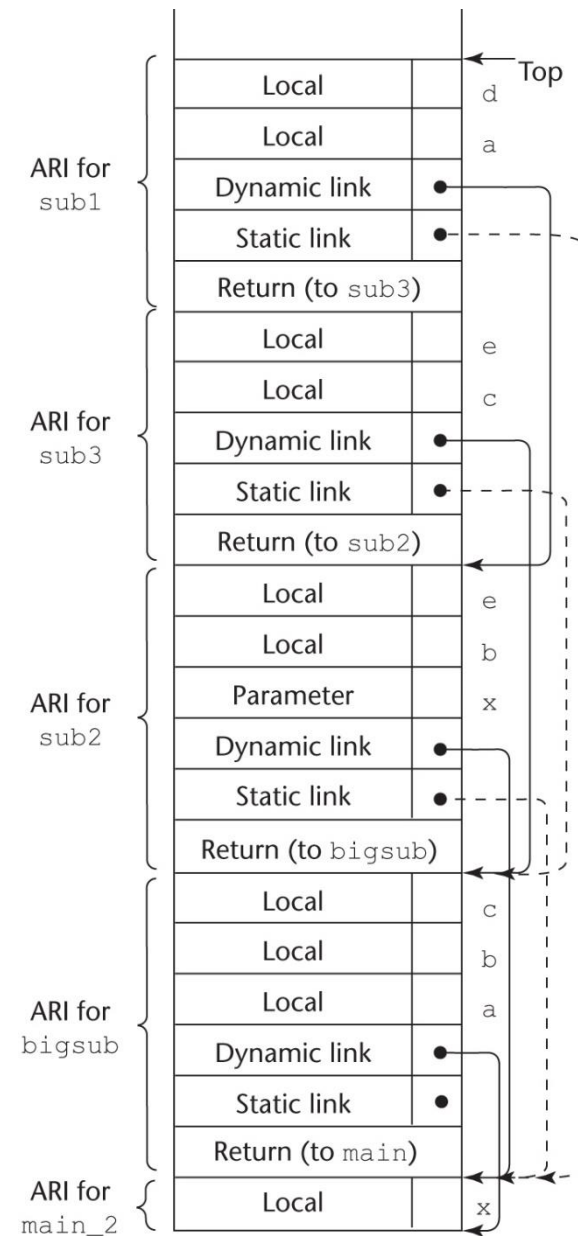 Top
Local d
Local a
ARI for
sub1
Dynamic link
Static link
Return (to sub3)
Local e
Local c
ARI for
sub3
Dynamic link
Static link
Return (to sub2)
Local e
Local b
ARI for
sub2
Parameter x
Dynamic link
Static link
Return (to bigsub)
Local c
Local b
Local a
ARI for
bigsub
Dynamic link
Static link
Return (to main)
ARI for
main_2
Local x